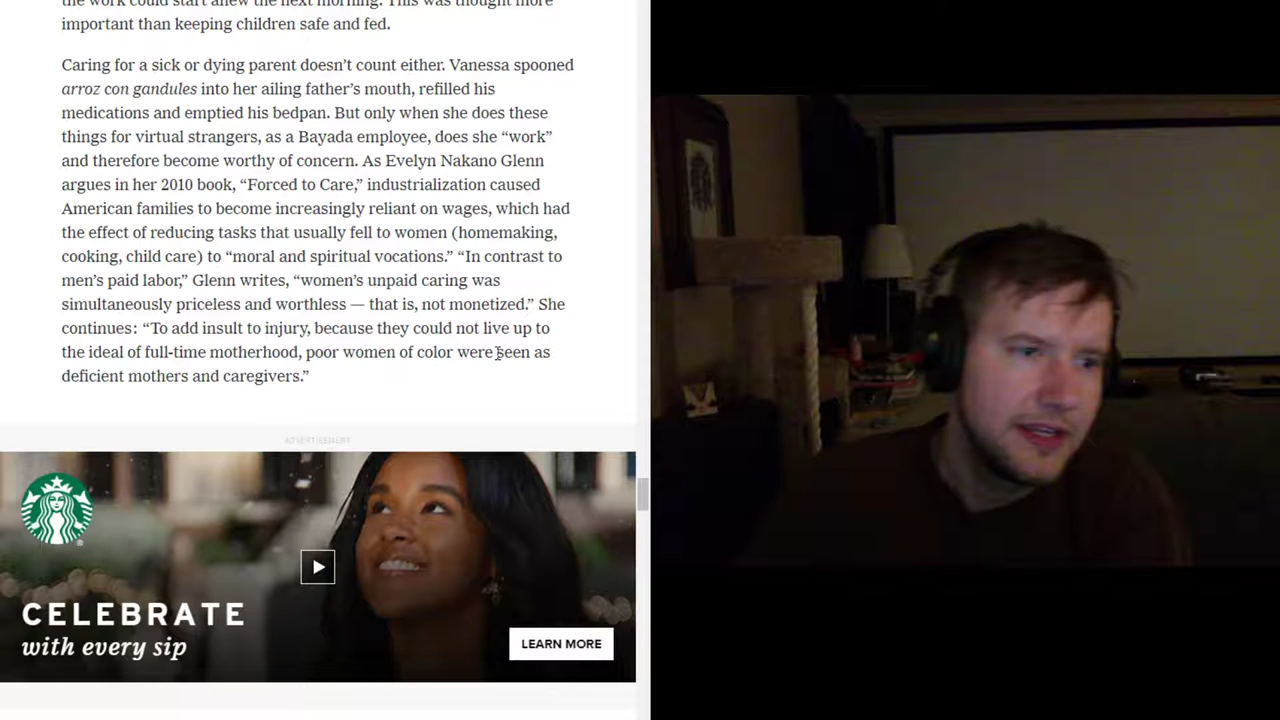 the work could start anew the next morning. This was thought more
important than keeping children safe and fed.
Caring for a sick or dying parent doesn’t count either. Vanessa spooned
arroz con gandules into her ailing father’s mouth, refilled his
medications and emptied his bedpan. But only when she does these
things for virtual strangers, as a Bayada employee, does she “work”
and therefore become worthy of concern. As Evelyn Nakano Glenn
argues in her 2010 book, “Forced to Care,” industrialization caused
American families to become increasingly reliant on wages, which had
the effect of reducing tasks that usually fell to women (homemaking,
cooking, child care) to “moral and spiritual vocations.” “In contrast to
men’s paid labor,” Glenn writes, “women’s unpaid caring was
simultaneously priceless and worthless — that is, not monetized.” She
continues: “To add insult to injury, because they could not live up to
the ideal of full-time motherhood, poor women of color were seen as
deficient mothers and caregivers.”
ADVERTISEMENT
CELEBRATE
with every sip
LEARN MORE